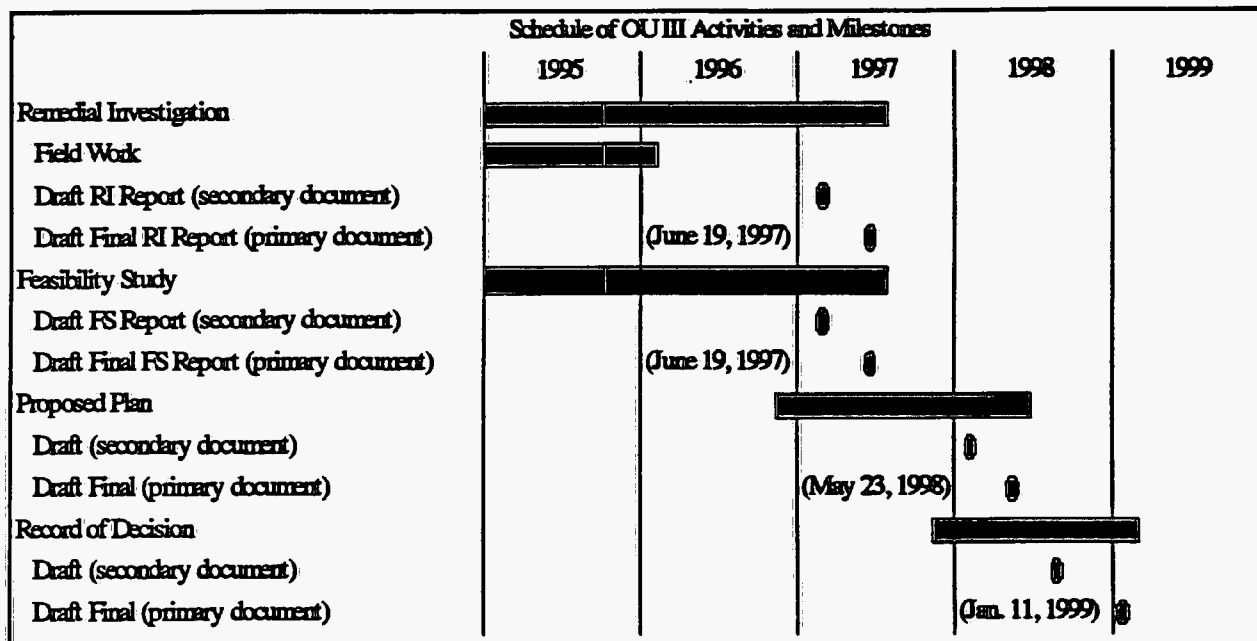 Schedule of OU III Activities and Milestones
1995 1996 1997 1998 1999
Remedial Investigation
Field Work
Draft RI Report (secondary document)
Draft Final RI Report (primary document) (June 19, 1997)
Feasibility Study
Draft FS Report (secondary document)
Draft Final FS Report (primary document) (June 19, 1997)
Proposed Plan
Draft (secondary document)
Draft Final (primary document) (May 23, 1998)
Record of Decision
Draft (secondary document)
Draft Final (primary document) (Jan. 11, 1999)